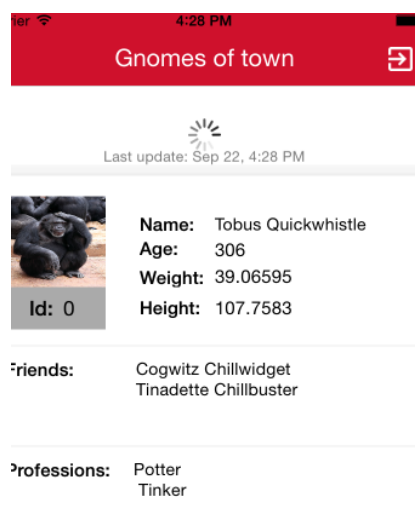 ier 4:28 PM
Gnomes of town
Last update: Sep 22, 4:28 PM
Name: Tobus Quickwhistle
Age: 306
Weight: 39.06595
Id: 0 Height: 107.7583
Friends: Cogwitz Chillwidget
Tinadette Chillbuster
Professions: Potter
Tinker